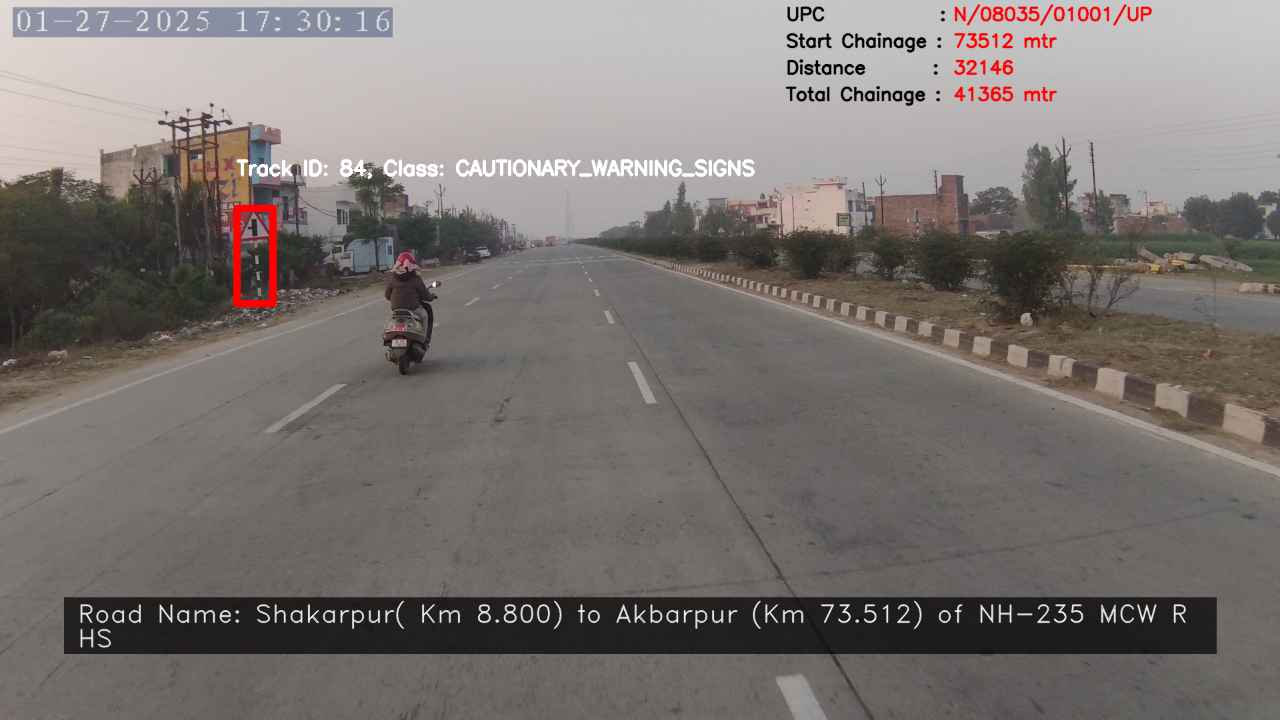 01-27-2025 17:30:16
UPC : N/08035/01001/UP
Start Chainage : 73512 mtr
Distance : 32146
Total Chainage : 41365 mtr
Track ID: 84, Class: CAUTIONARY_WARNING_SIGNS
LUX
Road Name: Shakarpur( Km 8.800) to Akbarpur (Km 73.512) of NH-235 MCW R
HS